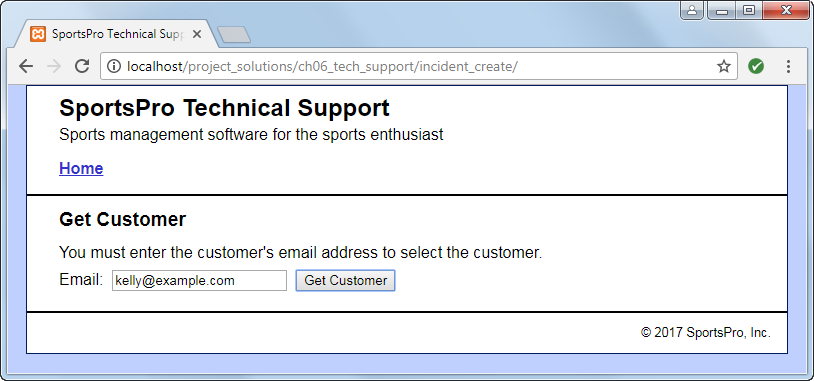 SportsPro Technical Supp
localhost/project_solutions/ch06_tech_support/incident_create/
SportsPro Technical Support
Sports management software for the sports enthusiast
Home
Get Customer
You must enter the customer's email address to select the customer.
Email: kelly@example.com Get Customer
© 2017 SportsPro, Inc.